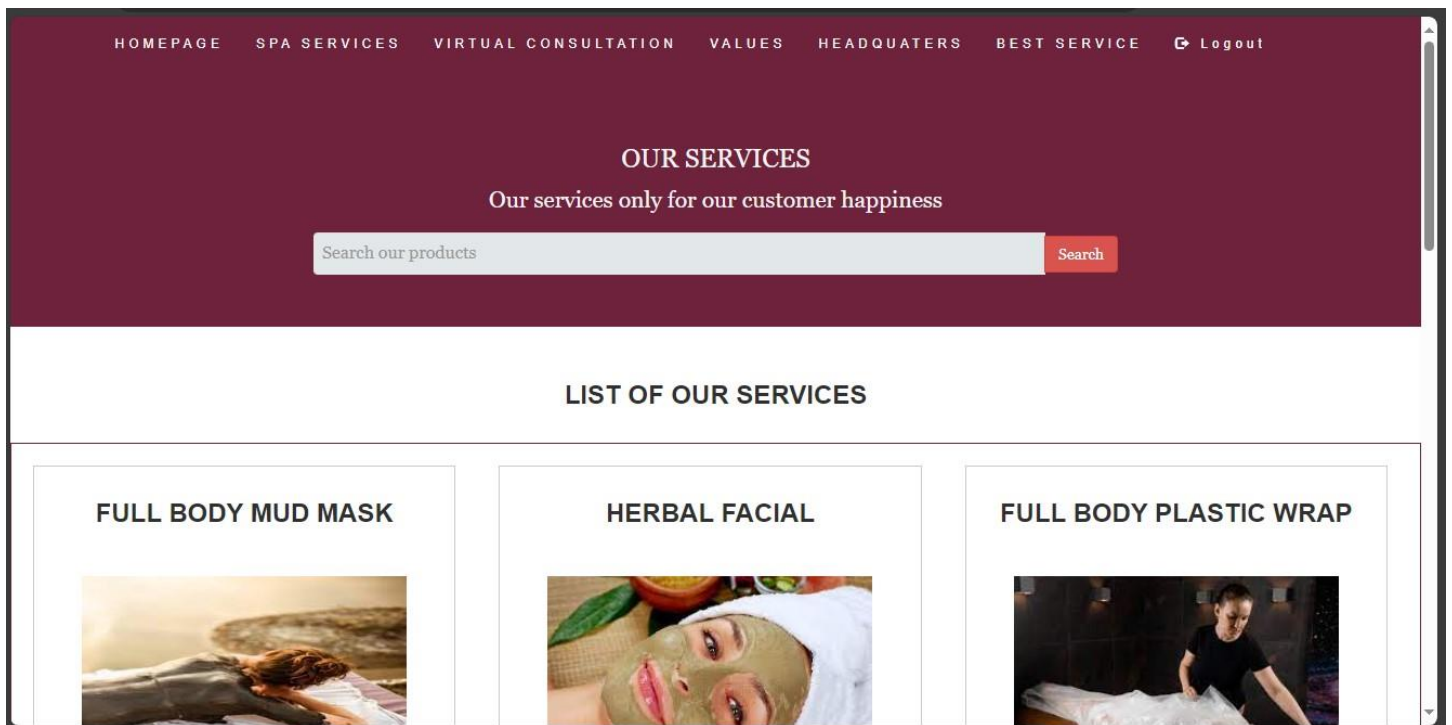 HOMEPAGE SPA SERVICES VIRTUAL CONSULTATION VALUES HEADQUATERS BEST SERVICE Logout
OUR SERVICES
Our services only for our customer happiness
Search our products Search
LIST OF OUR SERVICES
FULL BODY MUD MASK HERBAL FACIAL FULL BODY PLASTIC WRAP